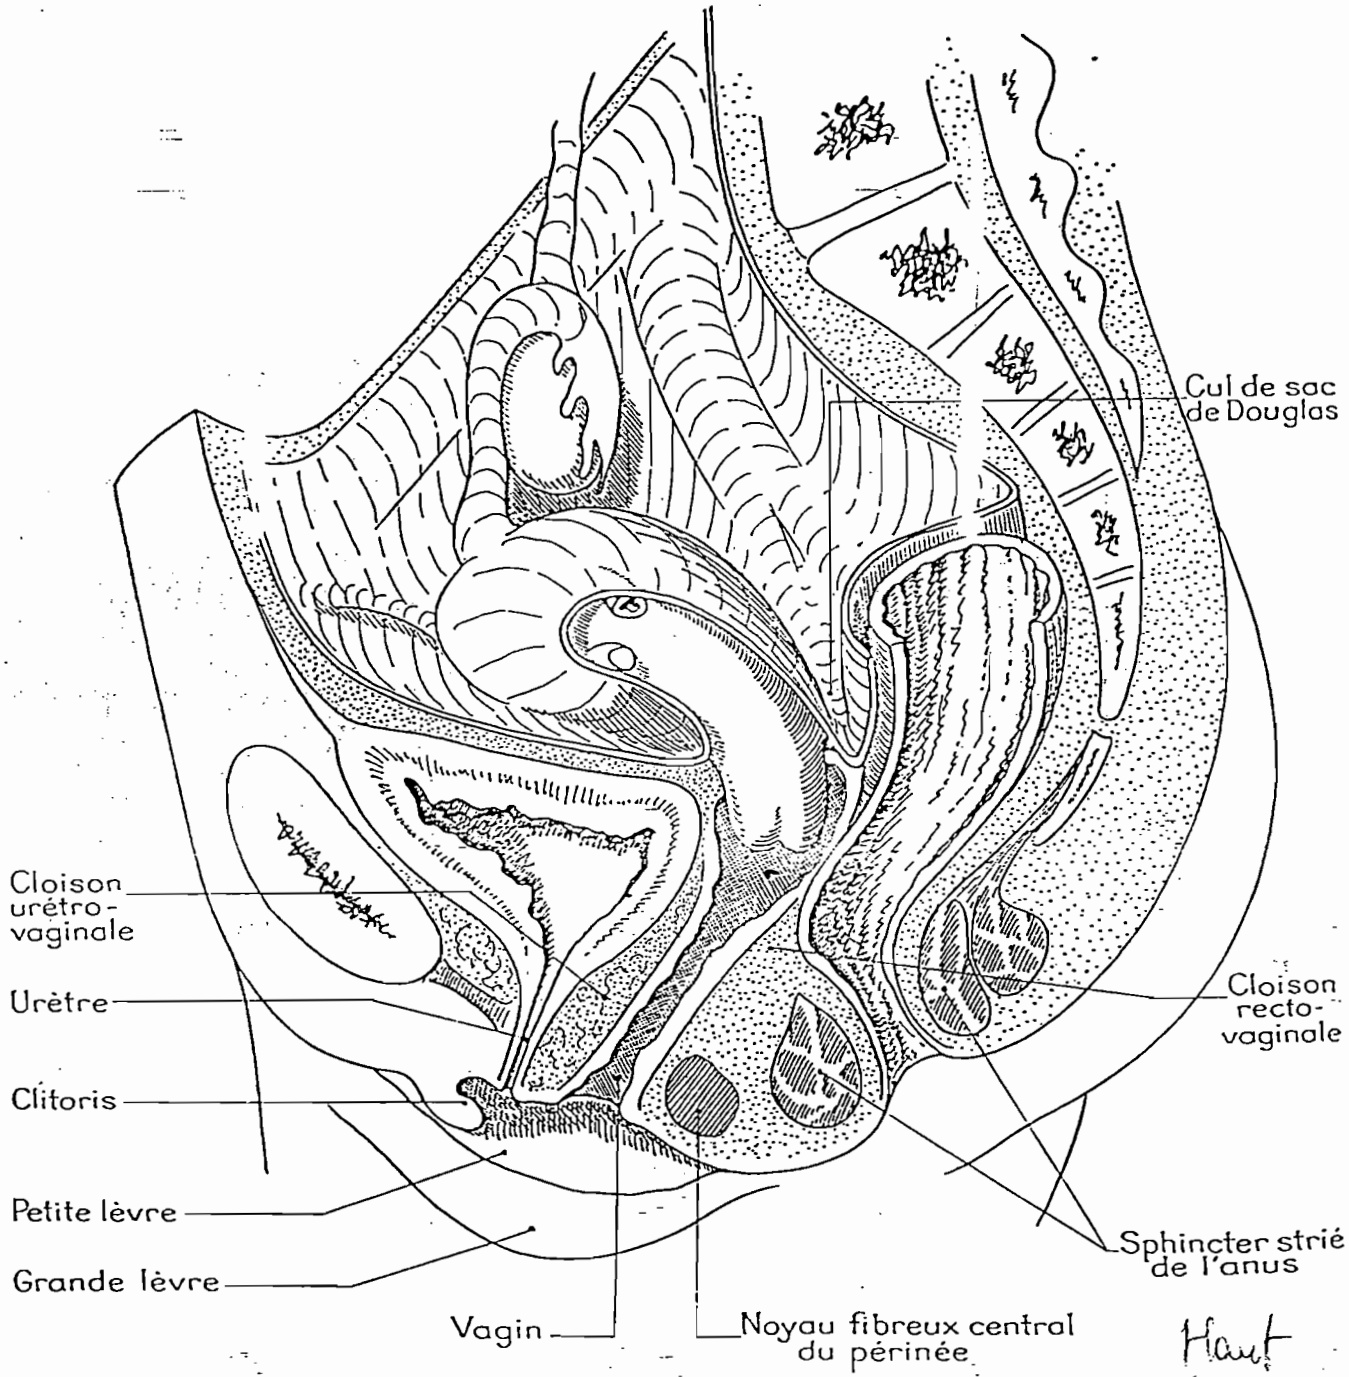 Cul de sac
de Douglas
Cloison
urétro-
vaginale
Urètre
Cloison
recto-
vaginale
Clitoris
Petite lèvre
Sphincter strié
de l'anus
Grande lèvre
Vagin
Noyau fibreux central
du périnée
Haut